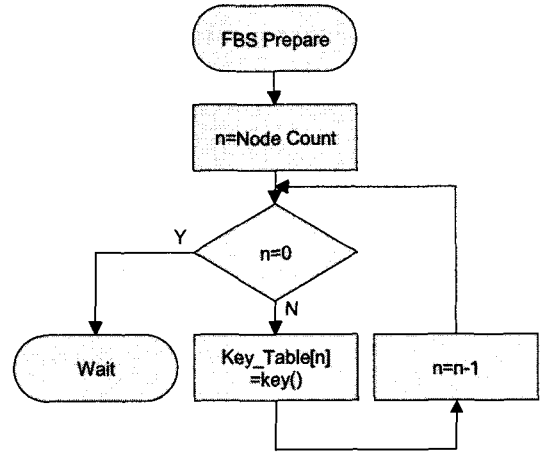 FBS Prepare
n=Node Count
n=0
Y
N
Wait
Key_Table[n]
=key()
n=n-1